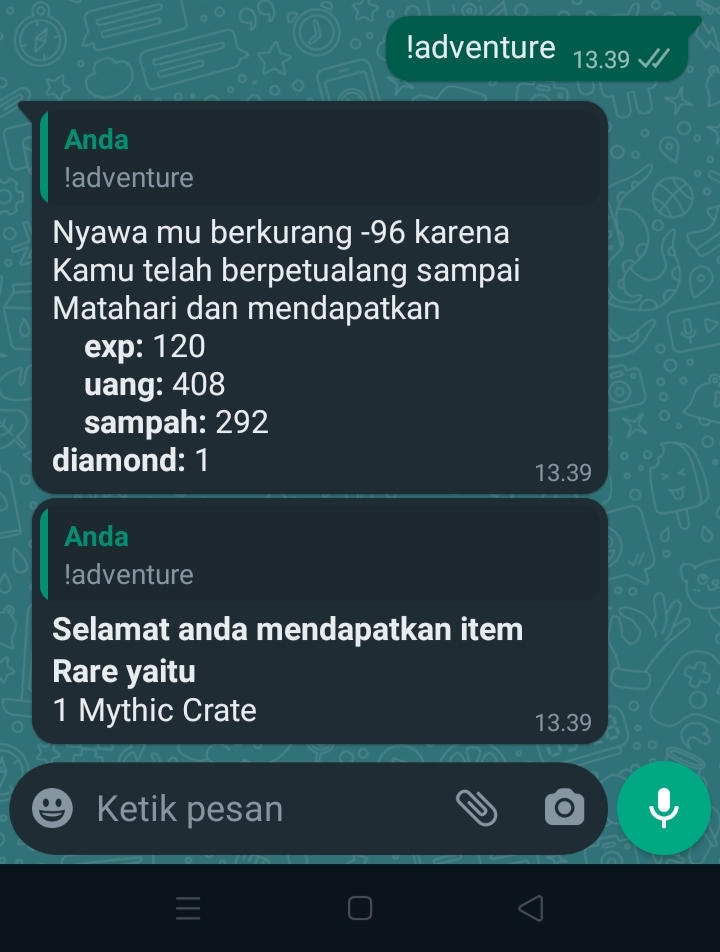 !adventure 13.39
Anda
!adventure
Nyawa mu berkurang -96 karena
Kamu telah berpetualang sampai
Matahari dan mendapatkan
exp: 120
uang: 408
sampah: 292
diamond: 1
13.39
Anda
!adventure
Selamat anda mendapatkan item
Rare yaitu
1 Mythic Crate
13.39
Ketik pesan